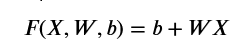 F(X, W, b) = b + WX